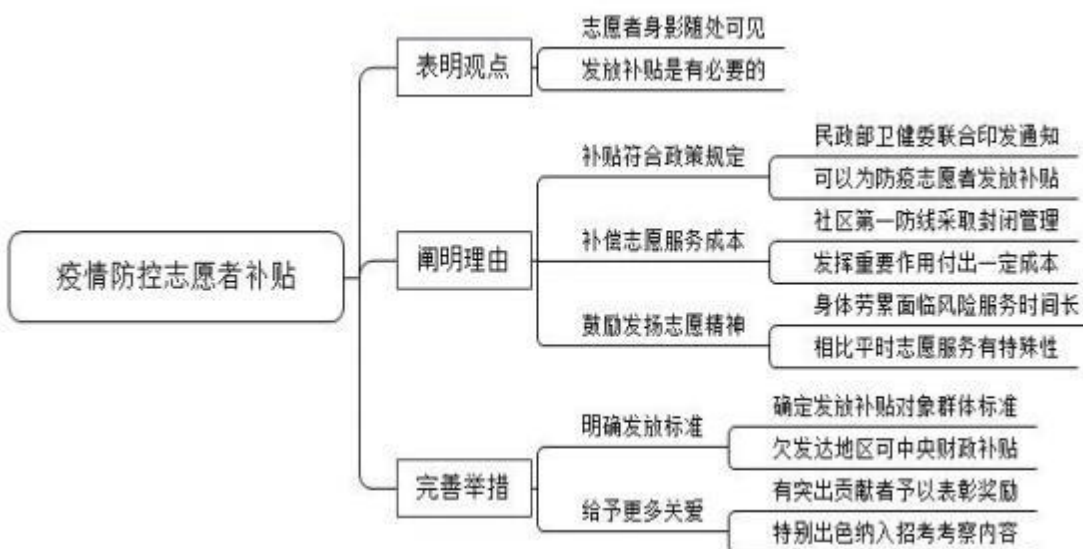 疫情防控志愿者补贴
表明观点
志愿者身影随处可见
发放补贴是有必要的
阐明理由
补贴符合政策规定
民政部卫健委联合印发通知
可以为防疫志愿者发放补贴
补偿志愿服务成本
社区第一防线采取封闭管理
发挥重要作用付出一定成本
鼓励发扬志愿精神
身体劳累面临风险服务时间长
相比平时志愿服务有特殊性
完善举措
明确发放标准
确定发放补贴对象群体标准
欠发达地区可中央财政补贴
给予更多关爱
有突出贡献者予以表彰奖励
特别出色纳入招考考察内容